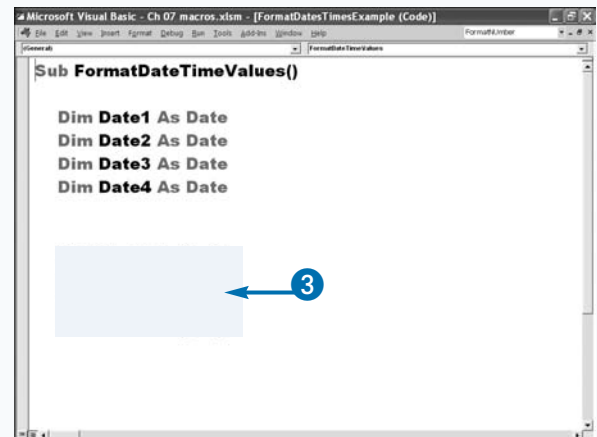 Microsoft Visual Basic - Ch 07 macros.xlsm - [FormatDatesTimesExample (Code)]
File Edit View Insert Format Debug Run Tools Add-Ins Window Help
FormatNumber
(General)
FormatDateTimeValues
Sub FormatDateTimeValues()
Dim Date1 As Date
Dim Date2 As Date
Dim Date3 As Date
Dim Date4 As Date
3